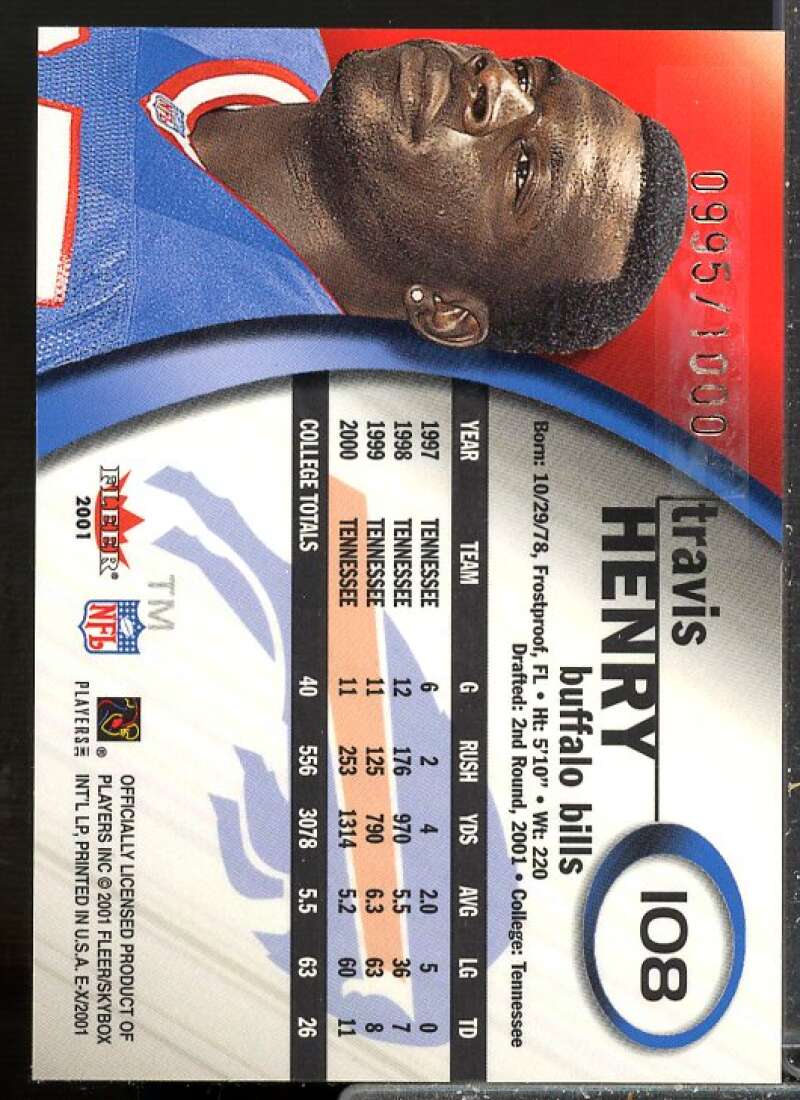 0995/1000
travis
HENRY
108
buffalo bills
Born: 10/29/78, Frostproof, FL • Ht: 5'10" • Wt: 220
Drafted: 2nd Round, 2001 • College: Tennessee
YEAR TEAM G RUSH YDS AVG LG TD
1997 TENNESSEE 6 2 4 2.0 5 0
1998 TENNESSEE 12 176 970 5.5 36 7
1999 TENNESSEE 11 125 790 6.3 63 8
2000 TENNESSEE 11 253 1314 5.2 60 11
COLLEGE TOTALS 40 556 3078 5.5 63 26
TM
FLEER®
2001
NFL
PLAYERS INC
®
OFFICIALLY LICENSED PRODUCT OF
PLAYERS INC © 2001 FLEER/SKYBOX
INT'L LP, PRINTED IN U.S.A. E-X/2001
NFL